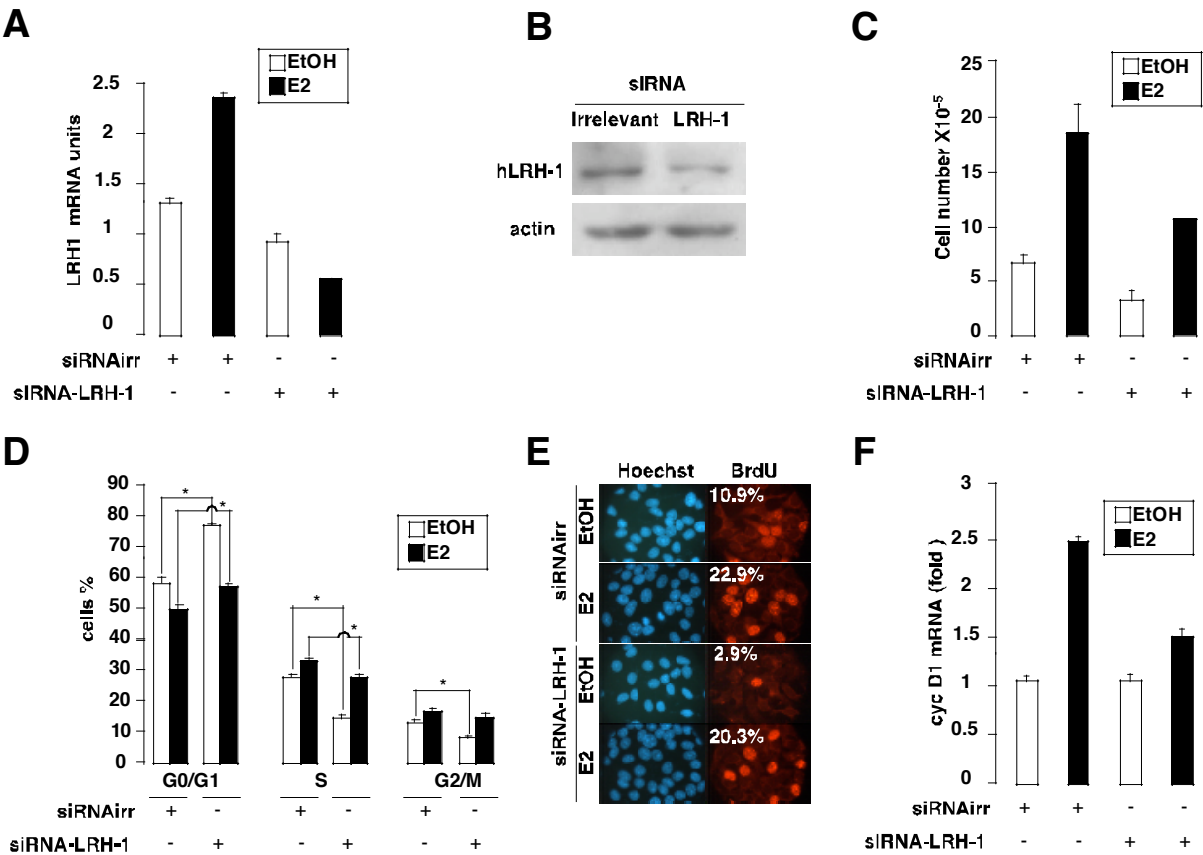 A
EtOH
E2
LRH1 mRNA units
2.5
2
1.5
1
0.5
0
siRNAirr + + - -
sIRNA-LRH-1 - - + +
B
sIRNA
Irrelevant LRH-1
hLRH-1
actin
C
EtOH
E2
Cell number X10-5
25
20
15
10
5
0
siRNAirr + + - -
sIRNA-LRH-1 - - + +
D
EtOH
E2
cells %
90
80
70
60
50
40
30
20
10
0
* * * * *
G0/G1 S G2/M
siRNAirr + - + - + -
siRNA-LRH-1 - + - + - +
E
Hoechst BrdU
siRNAirr
EtOH 10.9%
E2 22.9%
siRNA-LRH-1
EtOH 2.9%
E2 20.3%
F
EtOH
E2
cyc D1 mRNA (fold )
3
2.5
2
1.5
1
0.5
0
siRNAirr + + - -
sIRNA-LRH-1 - - + +